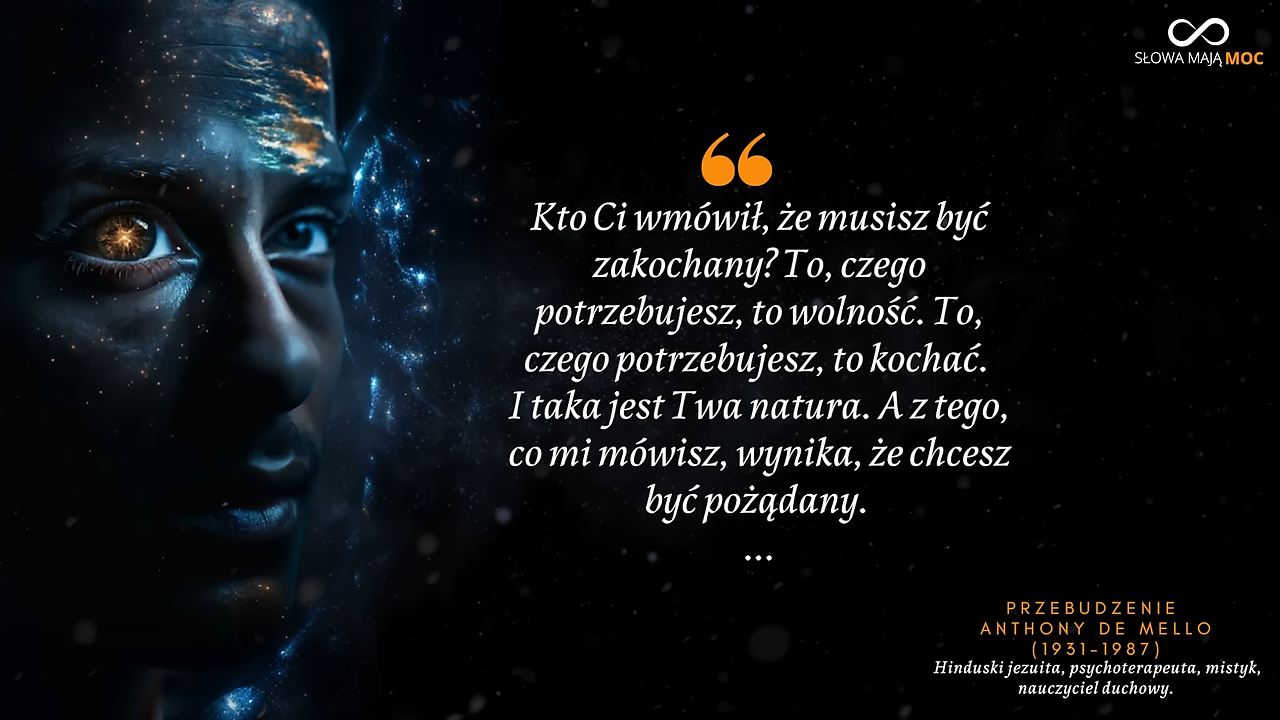 SŁOWA MAJĄ MOC
Kto Ci wmówił, że musisz być
zakochany? To, czego
potrzebujesz, to wolność. To,
czego potrzebujesz, to kochać.
I taka jest Twa natura. A z tego,
co mi mówisz, wynika, że chcesz
być pożądany.
...
PRZEBUDZENIE
ANTHONY DE MELLO
(1931-1987)
Hinduski jezuita, psychoterapeuta, mistyk,
nauczyciel duchowy.